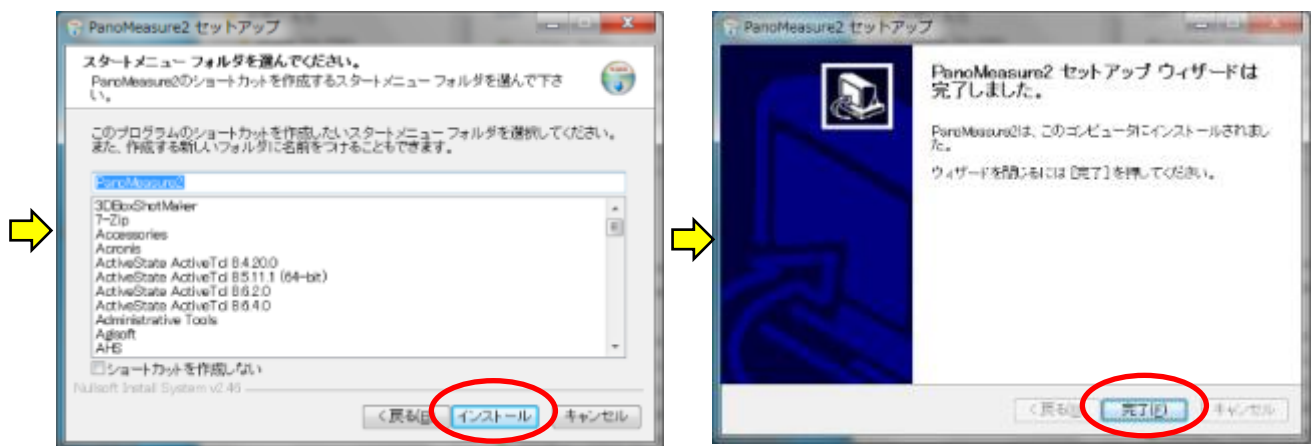 PanoMeasure2 セットアップ
スタートメニュー フォルダを選んでください。
PanoMeasure2のショートカットを作成するスタートメニュー フォルダを選んで下さ
い。
このプログラムのショートカットを作成したいスタートメニュー フォルダを選択してください。
また、作成する新しいフォルダに名前をつけることもできます。
PanoMeasure2
3DBoxShotMaker
7-Zip
Accessories
Acronis
ActiveState ActiveTcl 8.4.20.0
ActiveState ActiveTcl 8.5.11.1 (64-bit)
ActiveState ActiveTcl 8.6.2.0
ActiveState ActiveTcl 8.6.4.0
Administrative Tools
Agisoft
AHS
ショートカットを作成しない
Nullsoft Install System v2.46
< 戻る(B)
インストール
キャンセル
PanoMeasure2 セットアップ
PanoMeasure2 セットアップ ウィザードは
完了しました。
PanoMeasure2は、このコンピュータにインストールされまし
た。
ウィザードを閉じるには [完了] を押してください。
< 戻る(B)
完了(F)
キャンセル